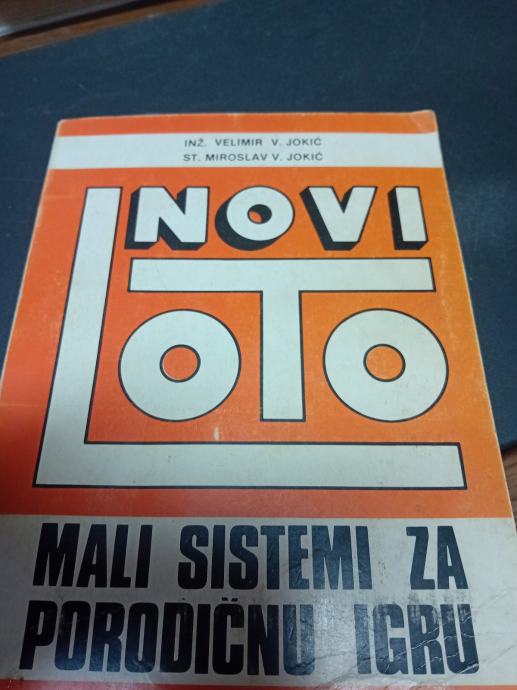 INŽ. VELIMIR V. JOKIĆ
ST. MIROSLAV V. JOKIĆ
NOVI
LOTO
MALI SISTEMI ZA
PORODIČNU IGRU